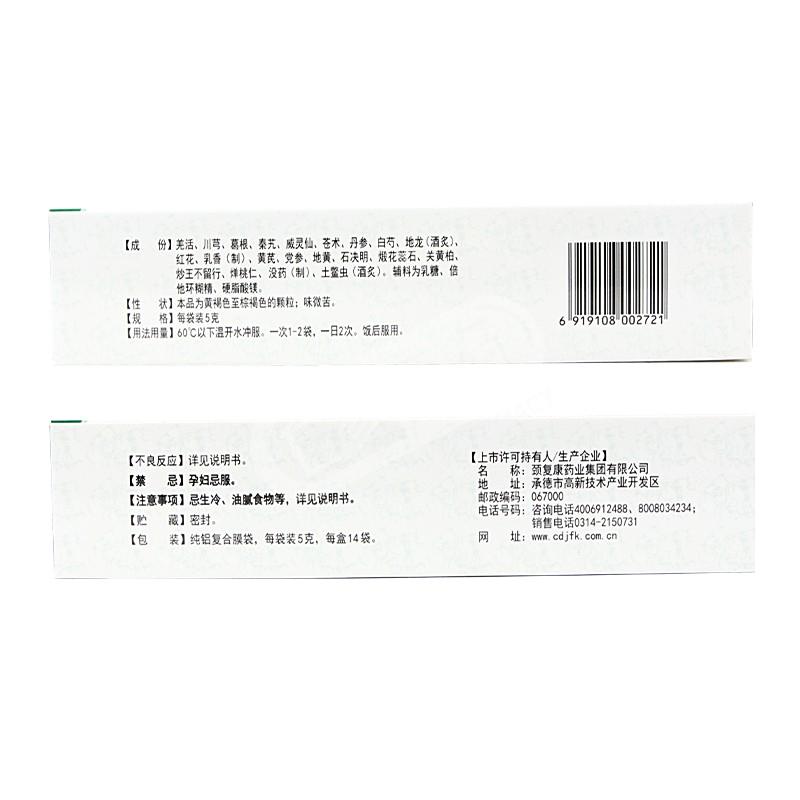 【成　份】羌活、川芎、葛根、秦艽、威灵仙、苍术、丹参、白芍、地龙(酒炙)、
红花、乳香(制)、黄芪、党参、地黄、石决明、煅花蕊石、关黄柏、
炒王不留行、燀桃仁、没药(制)、土鳖虫(酒炙)。辅料为乳糖、倍
他环糊精、硬脂酸镁。
【性　状】本品为黄褐色至棕褐色的颗粒；味微苦。
【规　格】每袋装5克
【用法用量】60℃以下温开水冲服。一次1-2袋，一日2次。饭后服用。
6 919108 002721
【不良反应】详见说明书。
【禁　忌】孕妇忌服。
【注意事项】忌生冷、油腻食物等，详见说明书。
【贮　藏】密封。
【包　装】纯铝复合膜袋，每袋装5克，每盒14袋。
【上市许可持有人/生产企业】
名　称：颈复康药业集团有限公司
地　址：承德市高新技术产业开发区
邮政编码：067000
电话号码：咨询电话4006912488、8008034234；
销售电话0314-2150731
网　址：www.cdjfk.com.cn